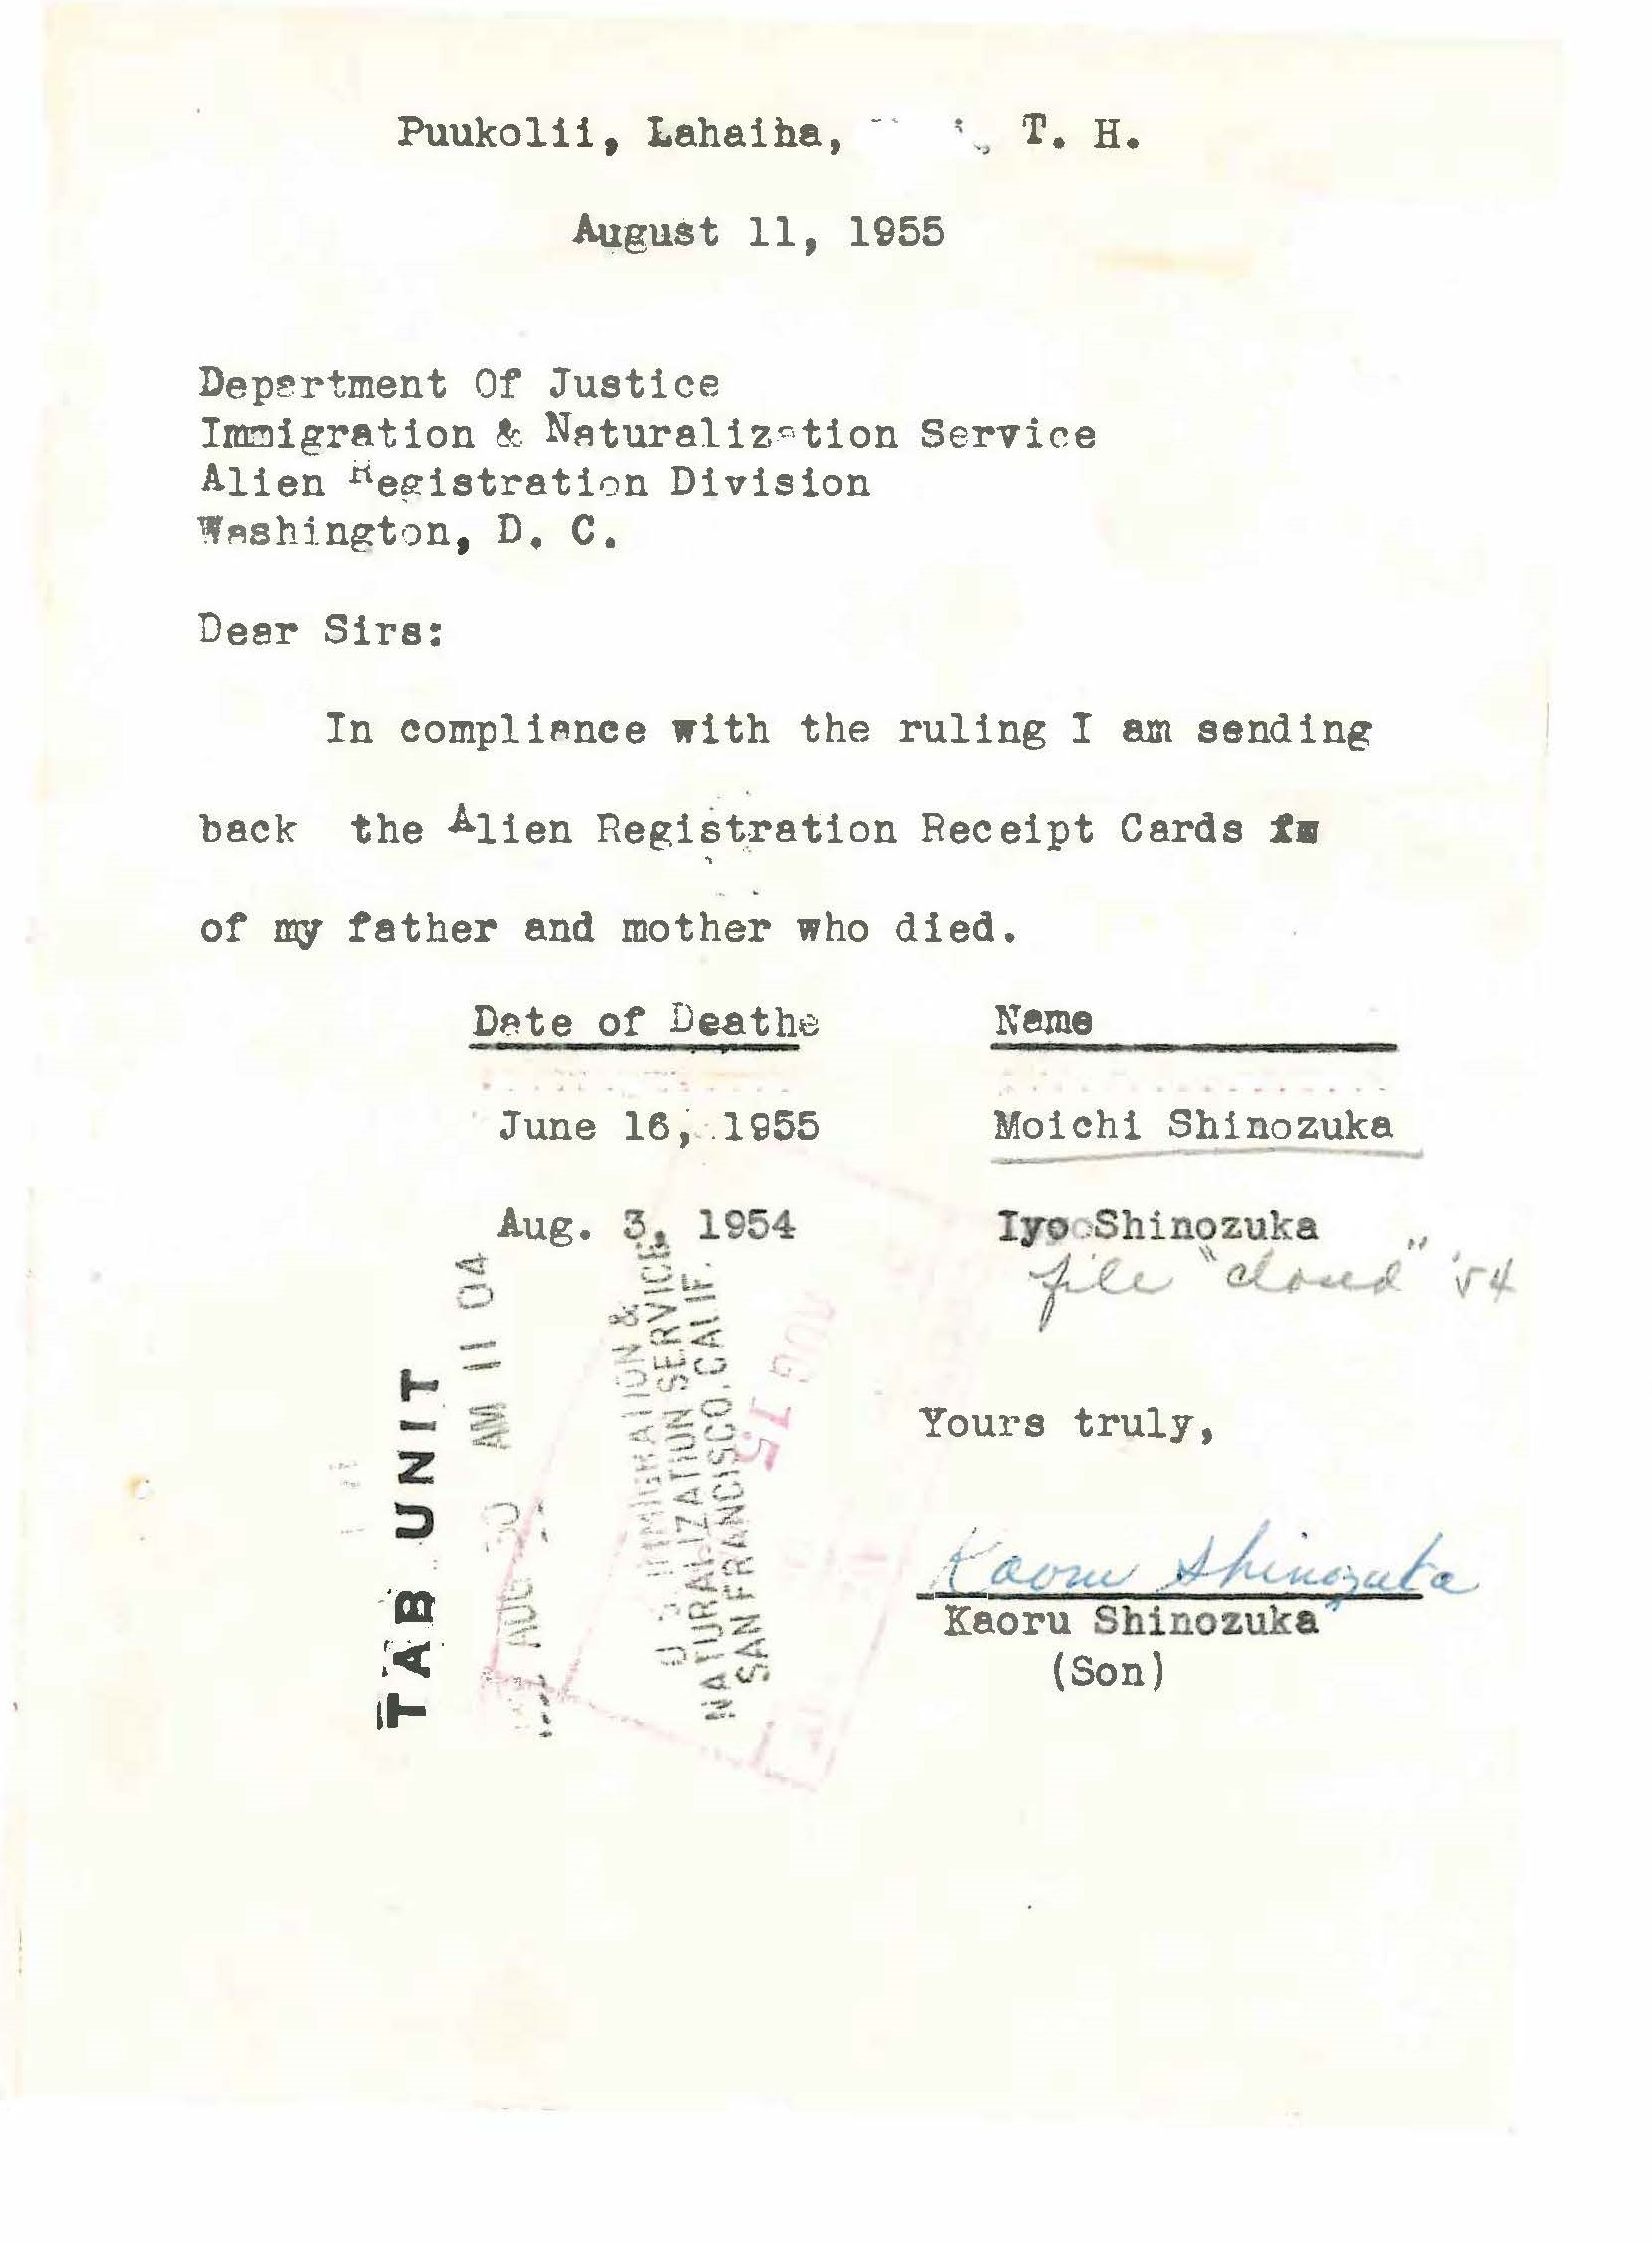 Puukolii, Lahaiha, T. H.
August 11, 1955
Department Of Justice
Immigration & Naturalization Service
Alien Registration Division
Washington, D. C.
Dear Sirs:
In compliance with the ruling I am sending
back the Alien Registration Receipt Cards
of my father and mother who died.
Date of Deathe Name
June 16, 1955 Moichi Shinozuka
Aug. 3, 1954 Iyo Shinozuka
file "closed" '54
Yours truly,
Kaoru Shinozuka
Kaoru Shinozuka
(Son)
TAB UNIT
AUG 30 AM 11 04
U S IMMIGRATION &
NATURALIZATION SERVICE
SAN FRANCISCO, CALIF.
AUG 15